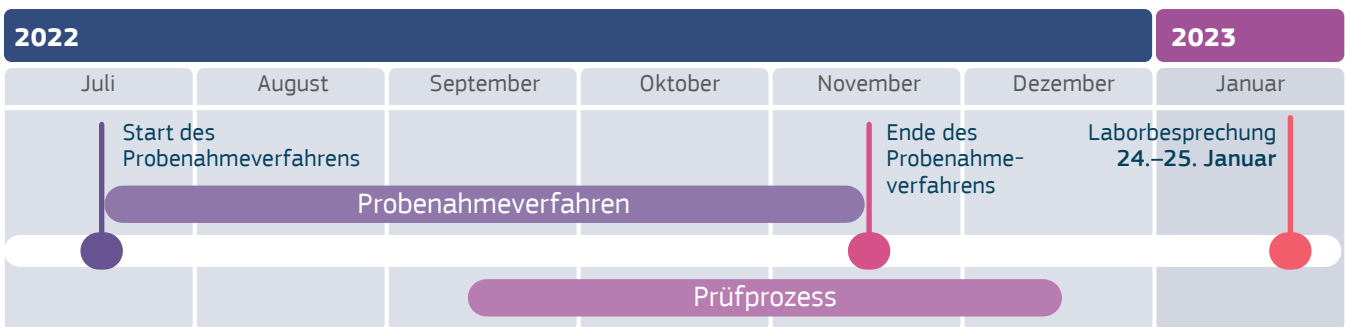 2022
2023
Juli
August
September
Oktober
November
Dezember
Januar
Start des
Probenahmeverfahrens
Ende des
Probenahme-
verfahrens
Laborbesprechung
24.–25. Januar
Probenahmeverfahren
Prüfprozess